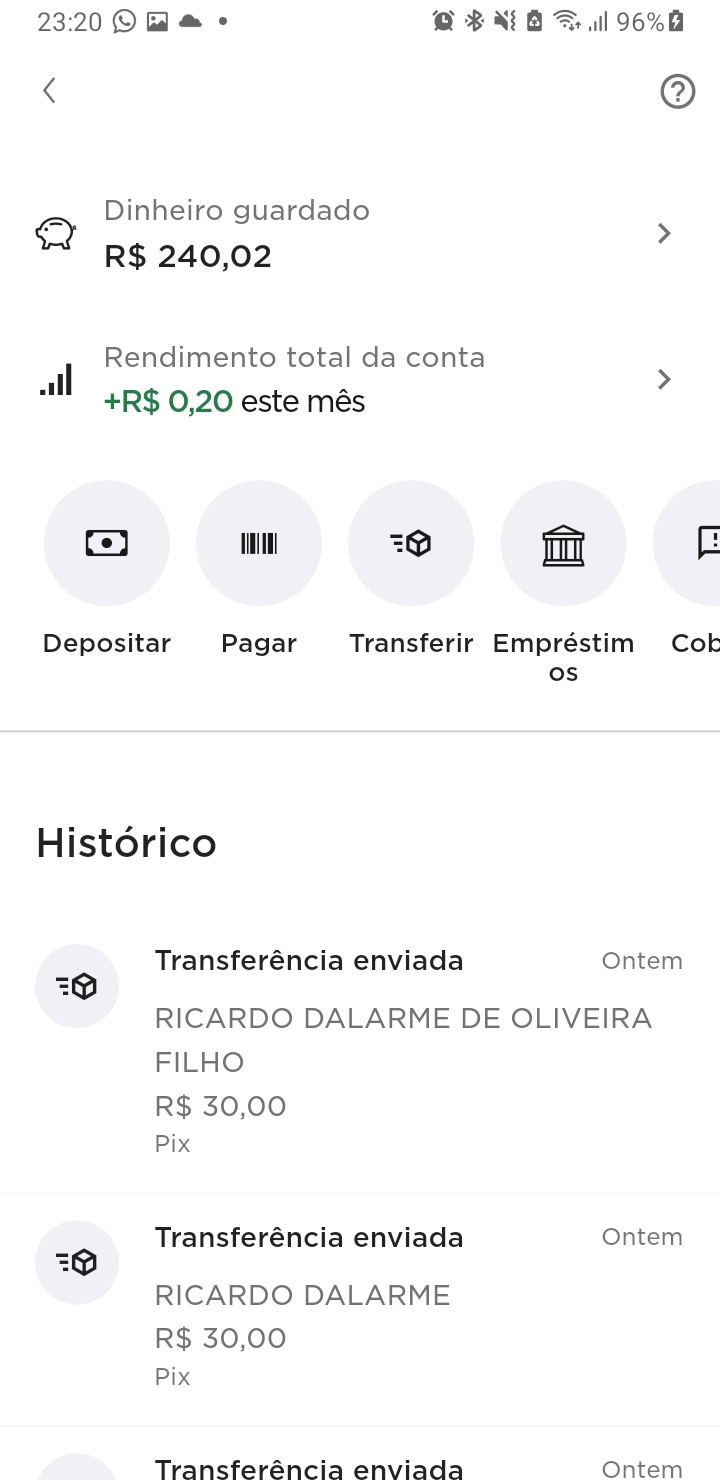 23:20
96%
Dinheiro guardado
R$ 240,02
Rendimento total da conta
+R$ 0,20 este mês
Depositar Pagar Transferir Empréstim
os
Cob
Histórico
Transferência enviada Ontem
RICARDO DALARME DE OLIVEIRA
FILHO
R$ 30,00
Pix
Transferência enviada Ontem
RICARDO DALARME
R$ 30,00
Pix
Transferência enviada Ontem